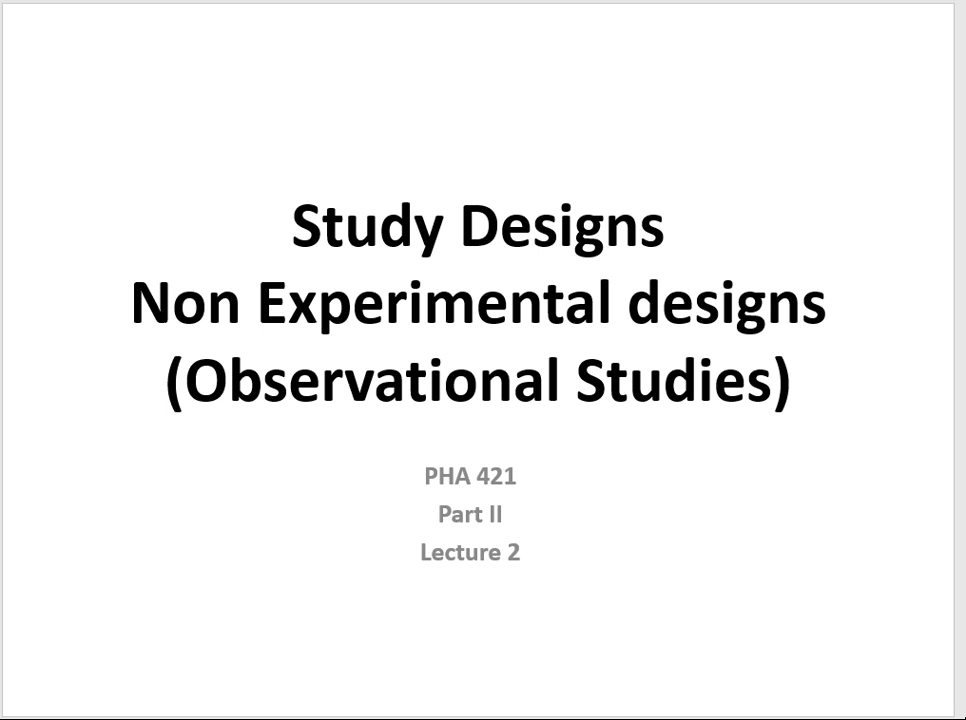 Study Designs
Non Experimental designs
(Observational Studies)
PHA 421
Part II
Lecture 2